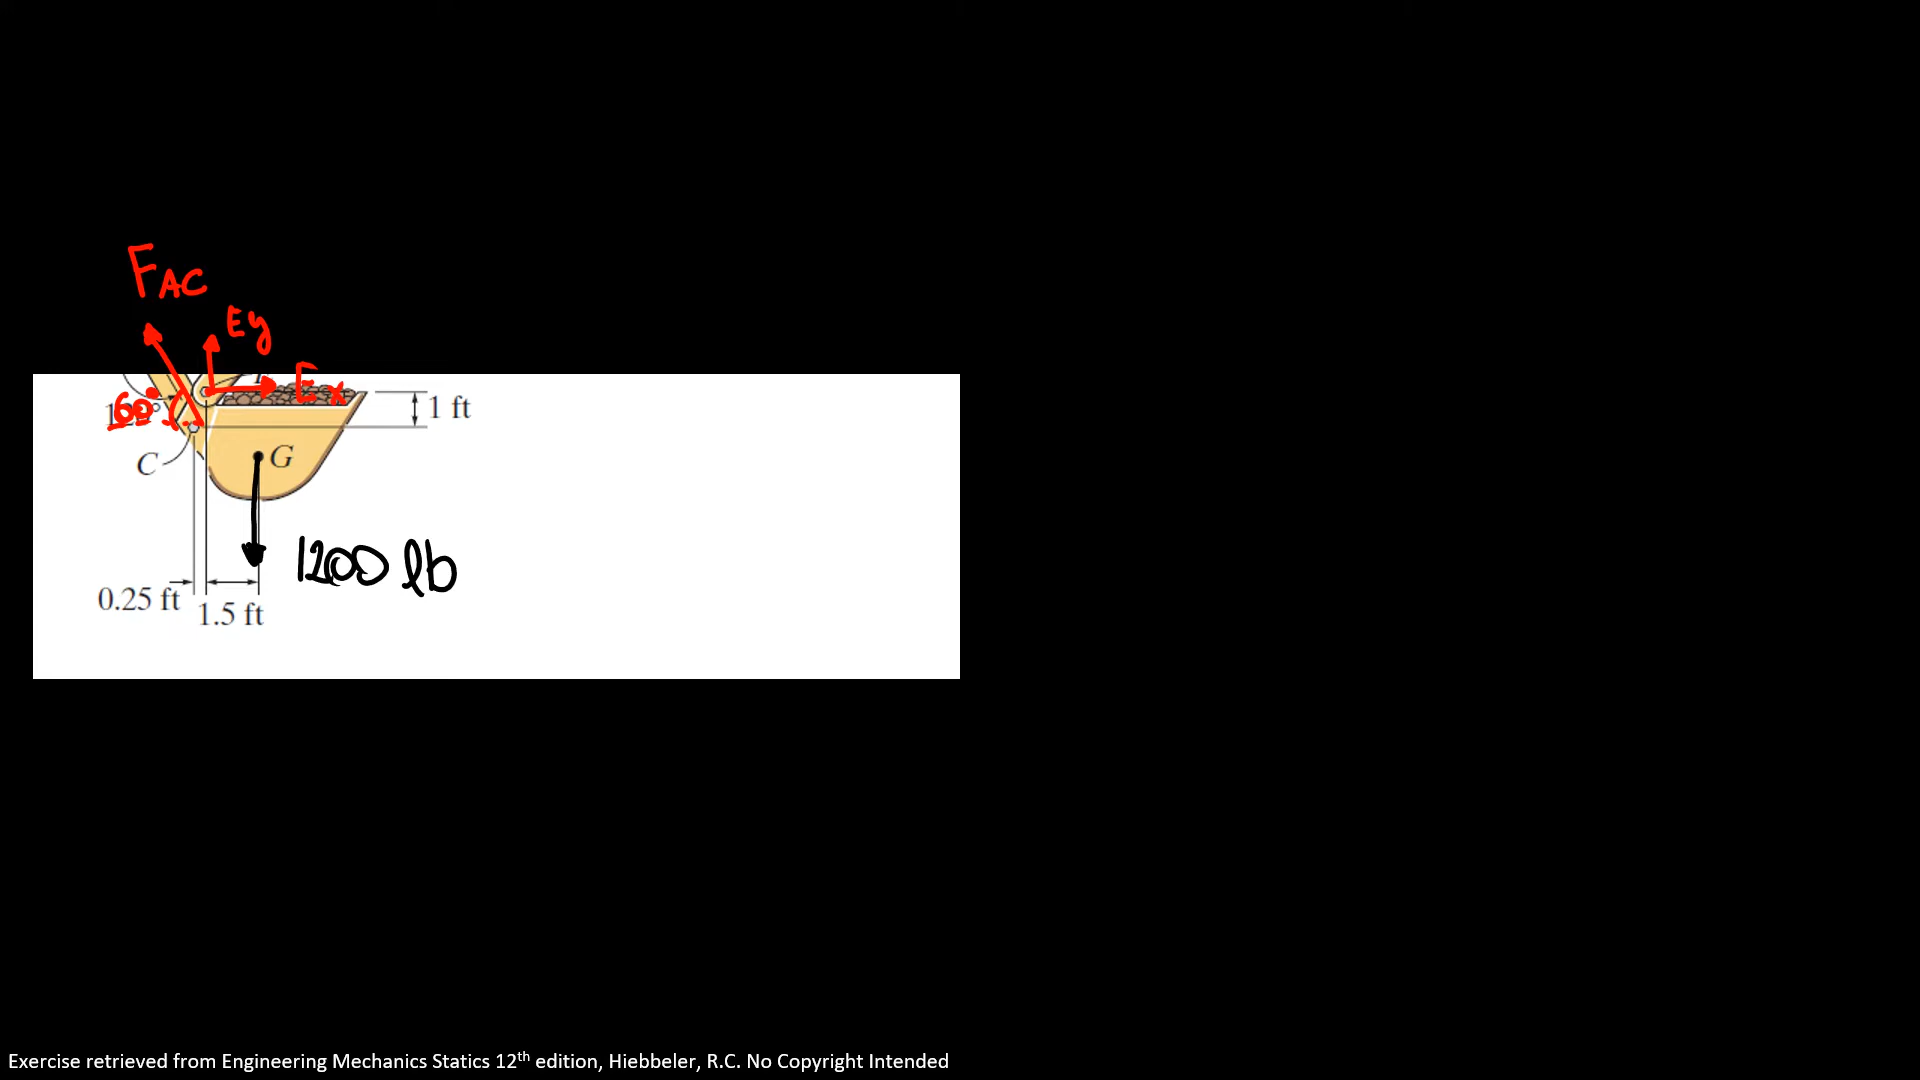 FAC
Ey
Ex
60°
1 ft
C
G
1200 lb
0.25 ft
1.5 ft
Exercise retrieved from Engineering Mechanics Statics 12th edition, Hiebbeler, R.C. No Copyright Intended